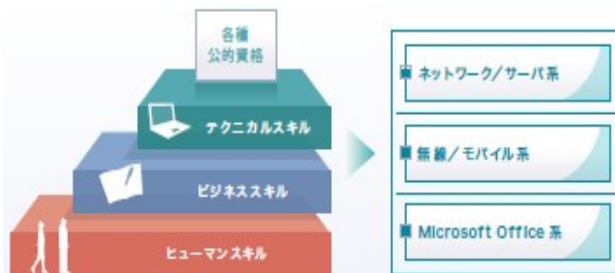 各種
公的資格
テクニカルスキル
ビジネススキル
ヒューマンスキル
ネットワーク/サーバ系
無線/モバイル系
Microsoft Office 系